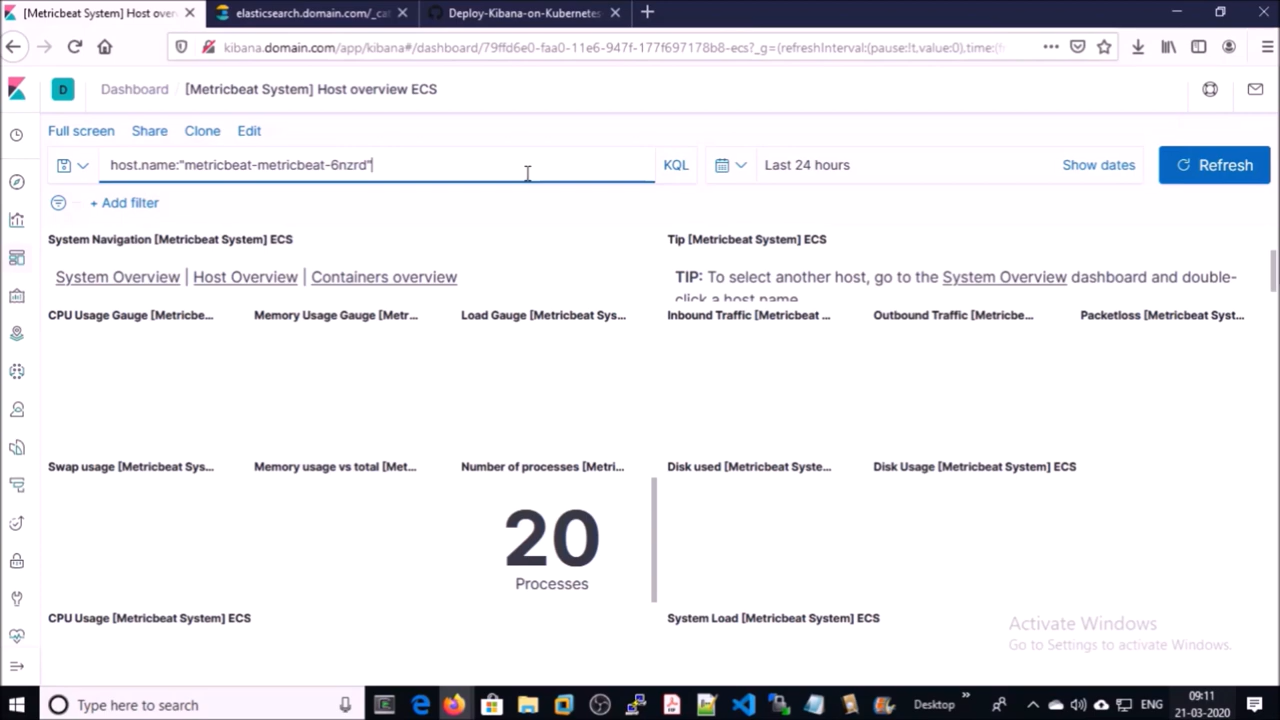 [Metricbeat System] Host over
elasticsearch.domain.com/_cat
Deploy-Kibana-on-Kubernetes
kibana.domain.com/app/kibana#/dashboard/79ffd6e0-faa0-11e6-947f-177f697178b8-ecs?_g=(refreshInterval:(pause:!t,value:0),time:(f
D Dashboard [Metricbeat System] Host overview ECS
Full screen Share Clone Edit
host.name:"metricbeat-metricbeat-6nzrd" KQL Last 24 hours Show dates Refresh
+ Add filter
System Navigation [Metricbeat System] ECS Tip [Metricbeat System] ECS
System Overview | Host Overview | Containers overview TIP: To select another host, go to the System Overview dashboard and double-
click a host name.
CPU Usage Gauge [Metricbe... Memory Usage Gauge [Metr... Load Gauge [Metricbeat Sys... Inbound Traffic [Metricbeat ... Outbound Traffic [Metricbe... Packetloss [Metricbeat Syst...
Swap usage [Metricbeat Sys... Memory usage vs total [Met... Number of processes [Metri... Disk used [Metricbeat Syste... Disk Usage [Metricbeat System] ECS
20
Processes
CPU Usage [Metricbeat System] ECS System Load [Metricbeat System] ECS
Activate Windows
Go to Settings to activate Windows.
Type here to search Desktop ENG 09:11
21-03-2020